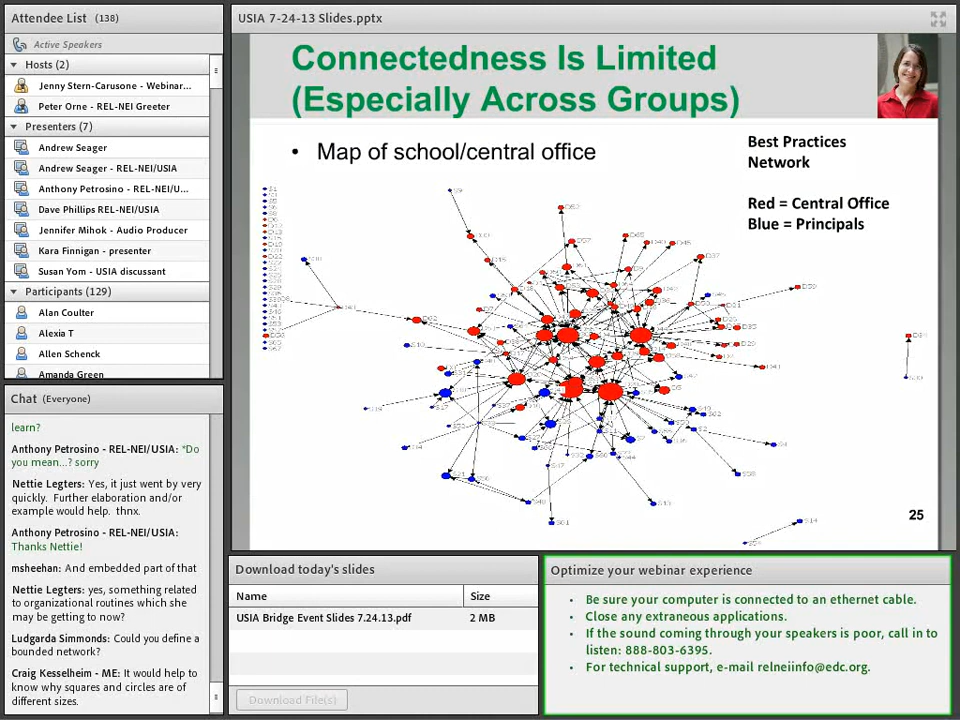 Attendee List (138)
Active Speakers
Hosts (2)
Jenny Stern-Carusone - Webinar...
Peter Orne - REL-NEI Greeter
Presenters (7)
Andrew Seager
Andrew Seager - REL-NEI/USIA
Anthony Petrosino - REL-NEI/U...
Dave Phillips REL-NEI/USIA
Jennifer Mihok - Audio Producer
Kara Finnigan - presenter
Susan Yom - USIA discussant
Participants (129)
Alan Coulter
Alexia T
Allen Schenck
Amanda Green
Chat (Everyone)
learn?
Anthony Petrosino - REL-NEI/USIA: *Do
you mean...? sorry
Nettie Legters: Yes, it just went by very
quickly. Further elaboration and/or
example would help. thnx.
Anthony Petrosino - REL-NEI/USIA:
Thanks Nettie!
msheehan: And embedded part of that
Nettie Legters: yes, something related
to organizational routines which she
may be getting to now?
Ludgarda Simmonds: Could you define a
bounded network?
Craig Kesselheim - ME: It would help to
know why squares and circles are of
different sizes.
USIA 7-24-13 Slides.pptx
Connectedness Is Limited
(Especially Across Groups)
• Map of school/central office
Best Practices
Network
Red = Central Office
Blue = Principals
25
Download today's slides
Name Size
USIA Bridge Event Slides 7.24.13.pdf 2 MB
Download File(s)
Optimize your webinar experience
• Be sure your computer is connected to an ethernet cable.
• Close any extraneous applications.
• If the sound coming through your speakers is poor, call in to
listen: 888-803-6395.
• For technical support, e-mail relneiinfo@edc.org.